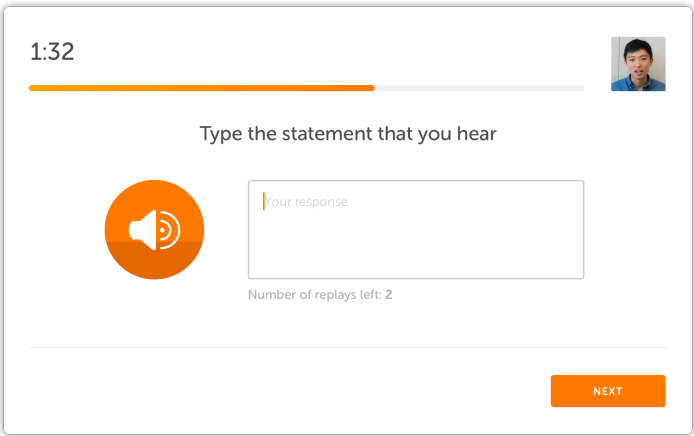 1:32
Type the statement that you hear
Your response
Number of replays left: 2
NEXT